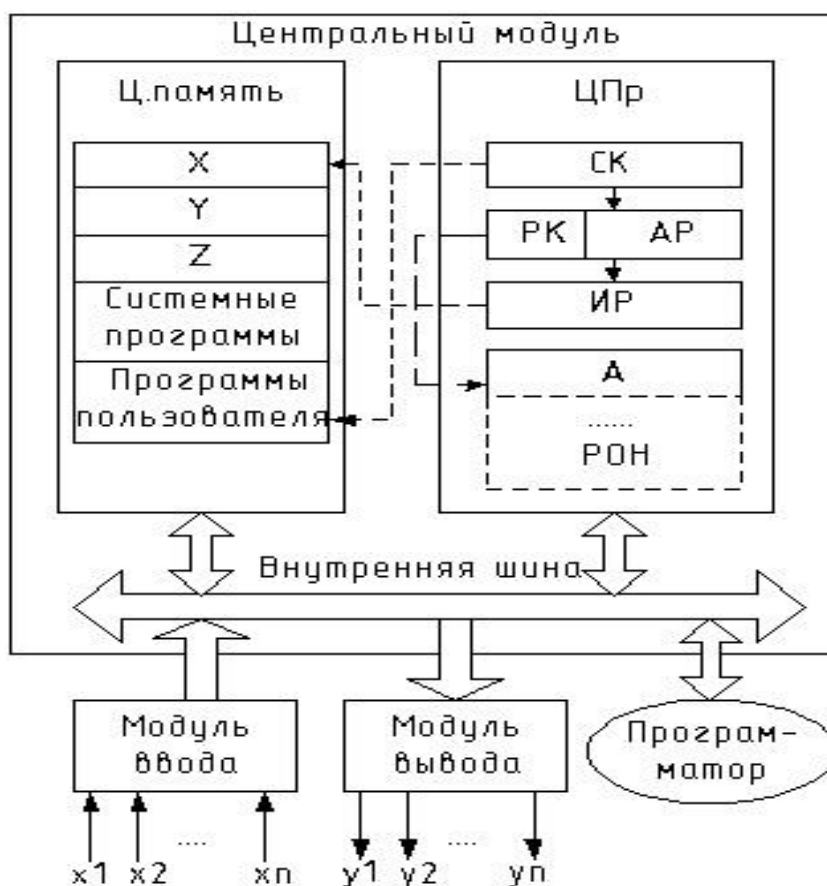 Центральный модуль
Ц.память
X
Y
Z
Системные
программы
Программы
пользователя
ЦПр
СК
РК
АР
ИР
А
......
РОН
Внутренняя шина
Модуль
ввода
Модуль
вывода
Програм-
матор
x1 x2 .... xn
y1 y2 .... yn